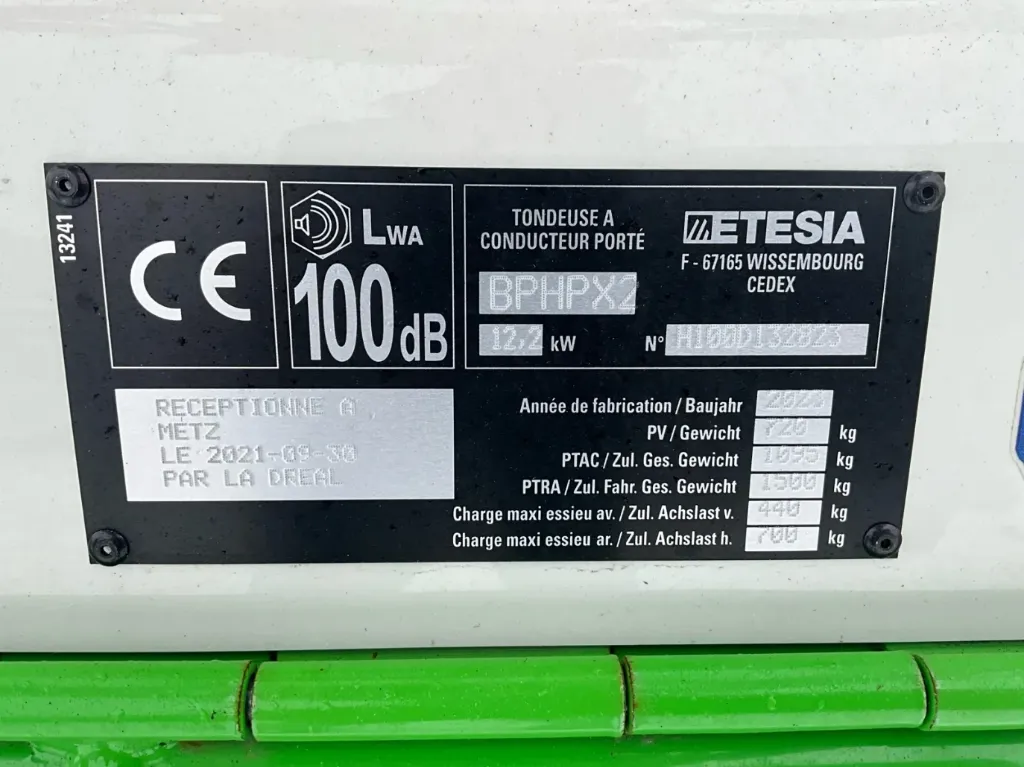 13241
CE
LWA
100dB
TONDEUSE A
CONDUCTEUR PORTÉ
BPHPX2
12,2 kW
ETESIA
F - 67165 WISSEMBOURG
CEDEX
N° H100D132823
RECEPTIONNE A
METZ
LE 2021-09-30
PAR LA DREAL
Année de fabrication / Baujahr 2023
PV / Gewicht 720 kg
PTAC / Zul. Ges. Gewicht 1095 kg
PTRA / Zul. Fahr. Ges. Gewicht 1500 kg
Charge maxi essieu av. / Zul. Achslast v. 440 kg
Charge maxi essieu ar. / Zul. Achslast h. 700 kg